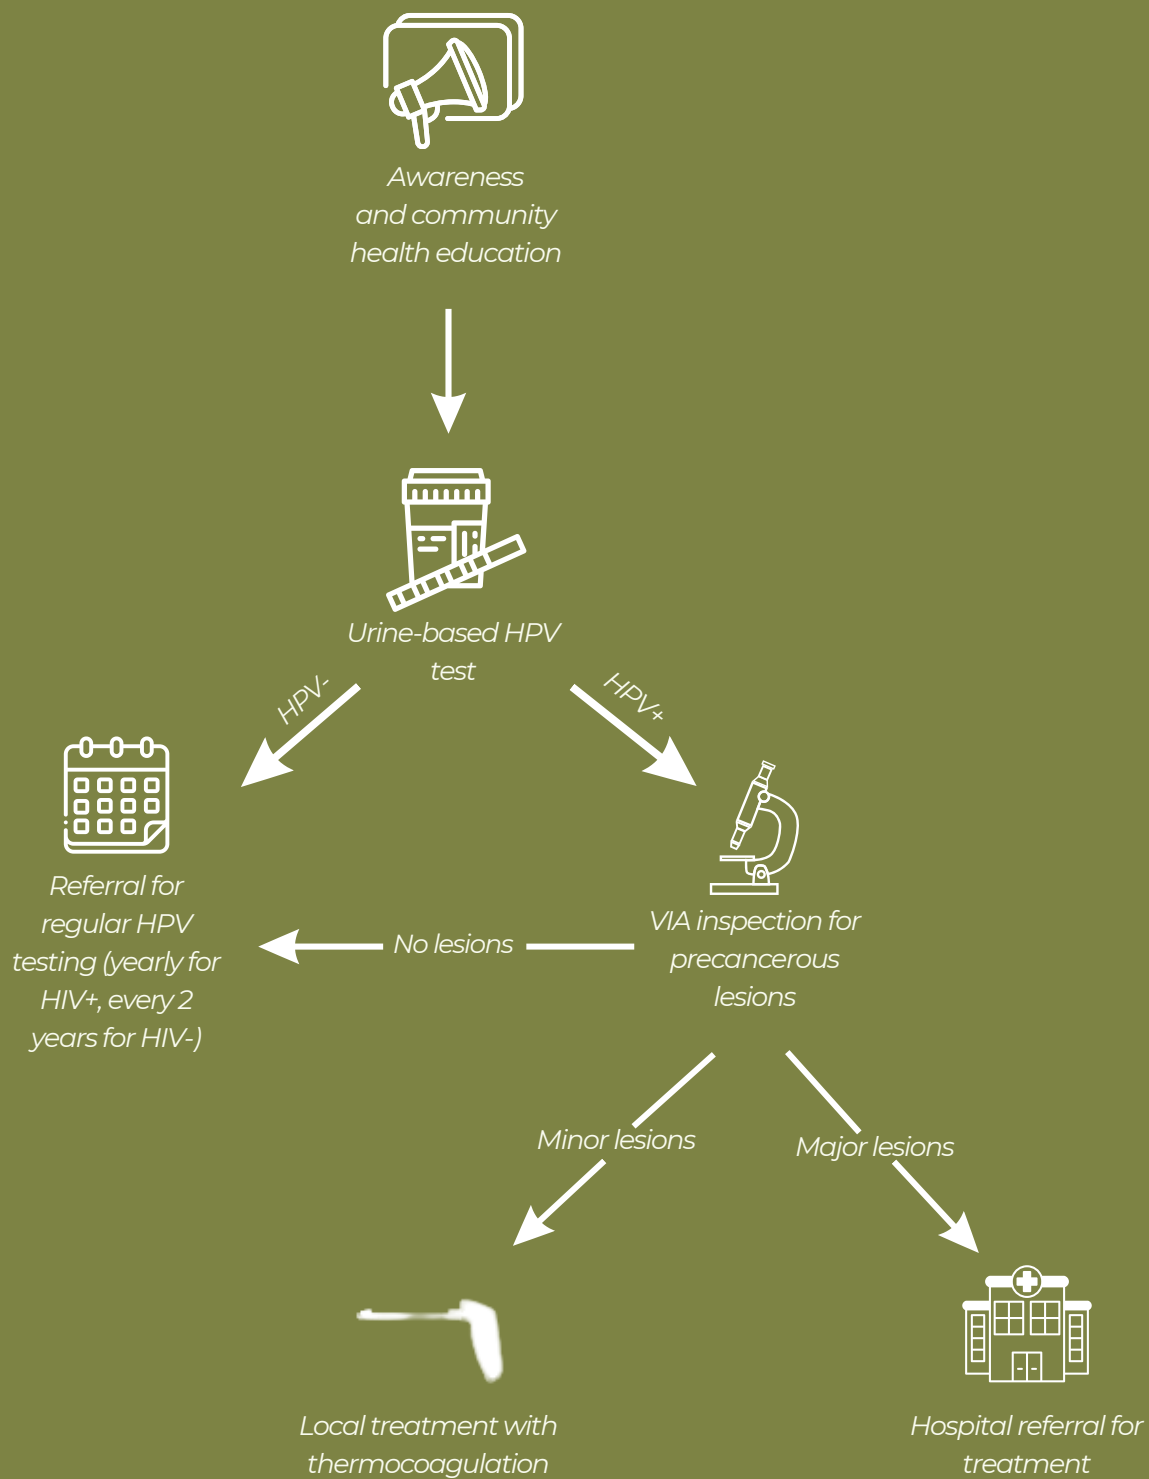 Awareness
and community
health education
Urine-based HPV
test
HPV-
HPV+
Referral for
regular HPV
testing (yearly for
HIV+, every 2
years for HIV-)
No lesions
VIA inspection for
precancerous
lesions
Minor lesions
Major lesions
Local treatment with
thermocoagulation
Hospital referral for
treatment